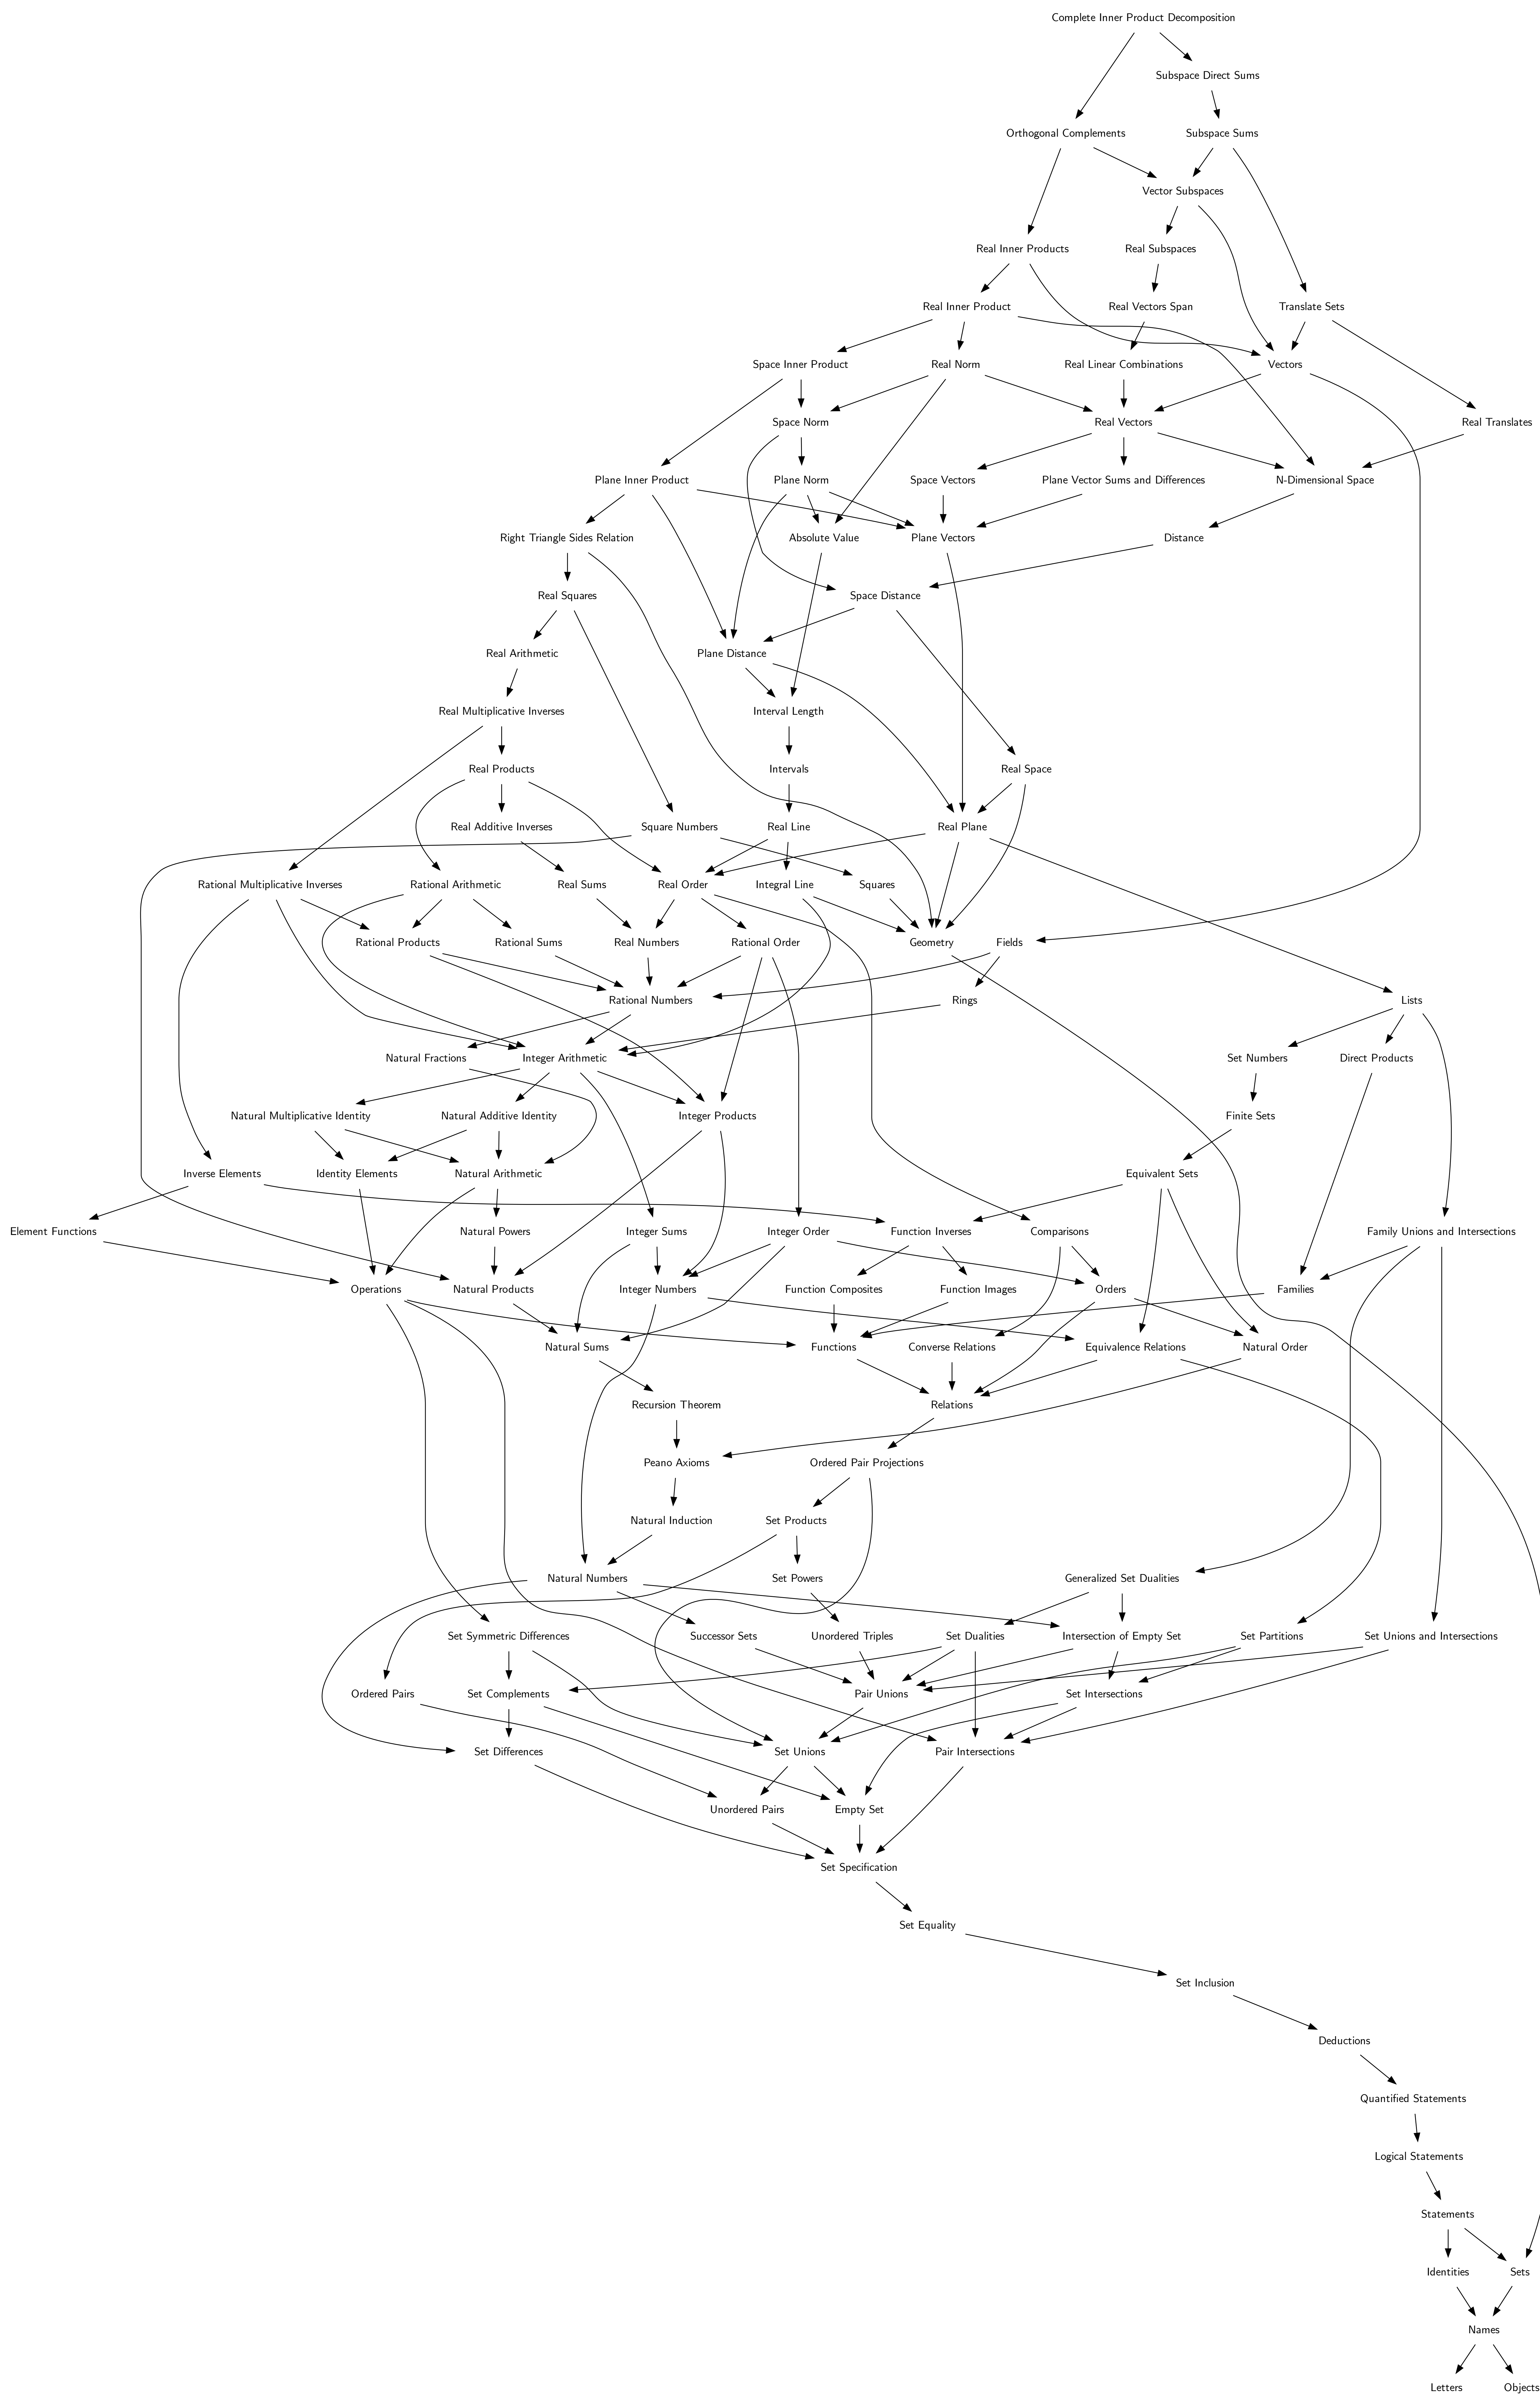 Complete Inner Product Decomposition
Subspace Direct Sums
Orthogonal Complements
Subspace Sums
Vector Subspaces
Real Inner Products
Real Subspaces
Real Inner Product
Real Vectors Span
Translate Sets
Space Inner Product
Real Norm
Real Linear Combinations
Vectors
Space Norm
Real Vectors
Real Translates
Plane Inner Product
Plane Norm
Space Vectors
Plane Vector Sums and Differences
N-Dimensional Space
Right Triangle Sides Relation
Absolute Value
Plane Vectors
Distance
Real Squares
Space Distance
Real Arithmetic
Plane Distance
Real Multiplicative Inverses
Interval Length
Real Products
Intervals
Real Space
Real Additive Inverses
Square Numbers
Real Line
Real Plane
Rational Multiplicative Inverses
Rational Arithmetic
Real Sums
Real Order
Integral Line
Squares
Rational Products
Rational Sums
Real Numbers
Rational Order
Geometry
Fields
Rational Numbers
Rings
Lists
Natural Fractions
Integer Arithmetic
Set Numbers
Direct Products
Natural Multiplicative Identity
Natural Additive Identity
Integer Products
Finite Sets
Inverse Elements
Identity Elements
Natural Arithmetic
Equivalent Sets
Element Functions
Natural Powers
Integer Sums
Integer Order
Function Inverses
Comparisons
Family Unions and Intersections
Operations
Natural Products
Integer Numbers
Function Composites
Function Images
Orders
Families
Natural Sums
Functions
Converse Relations
Equivalence Relations
Natural Order
Recursion Theorem
Relations
Peano Axioms
Ordered Pair Projections
Natural Induction
Set Products
Natural Numbers
Set Powers
Generalized Set Dualities
Set Symmetric Differences
Successor Sets
Unordered Triples
Set Dualities
Intersection of Empty Set
Set Partitions
Set Unions and Intersections
Ordered Pairs
Set Complements
Pair Unions
Set Intersections
Set Differences
Set Unions
Pair Intersections
Unordered Pairs
Empty Set
Set Specification
Set Equality
Set Inclusion
Deductions
Quantified Statements
Logical Statements
Statements
Identities
Sets
Names
Letters
Objects